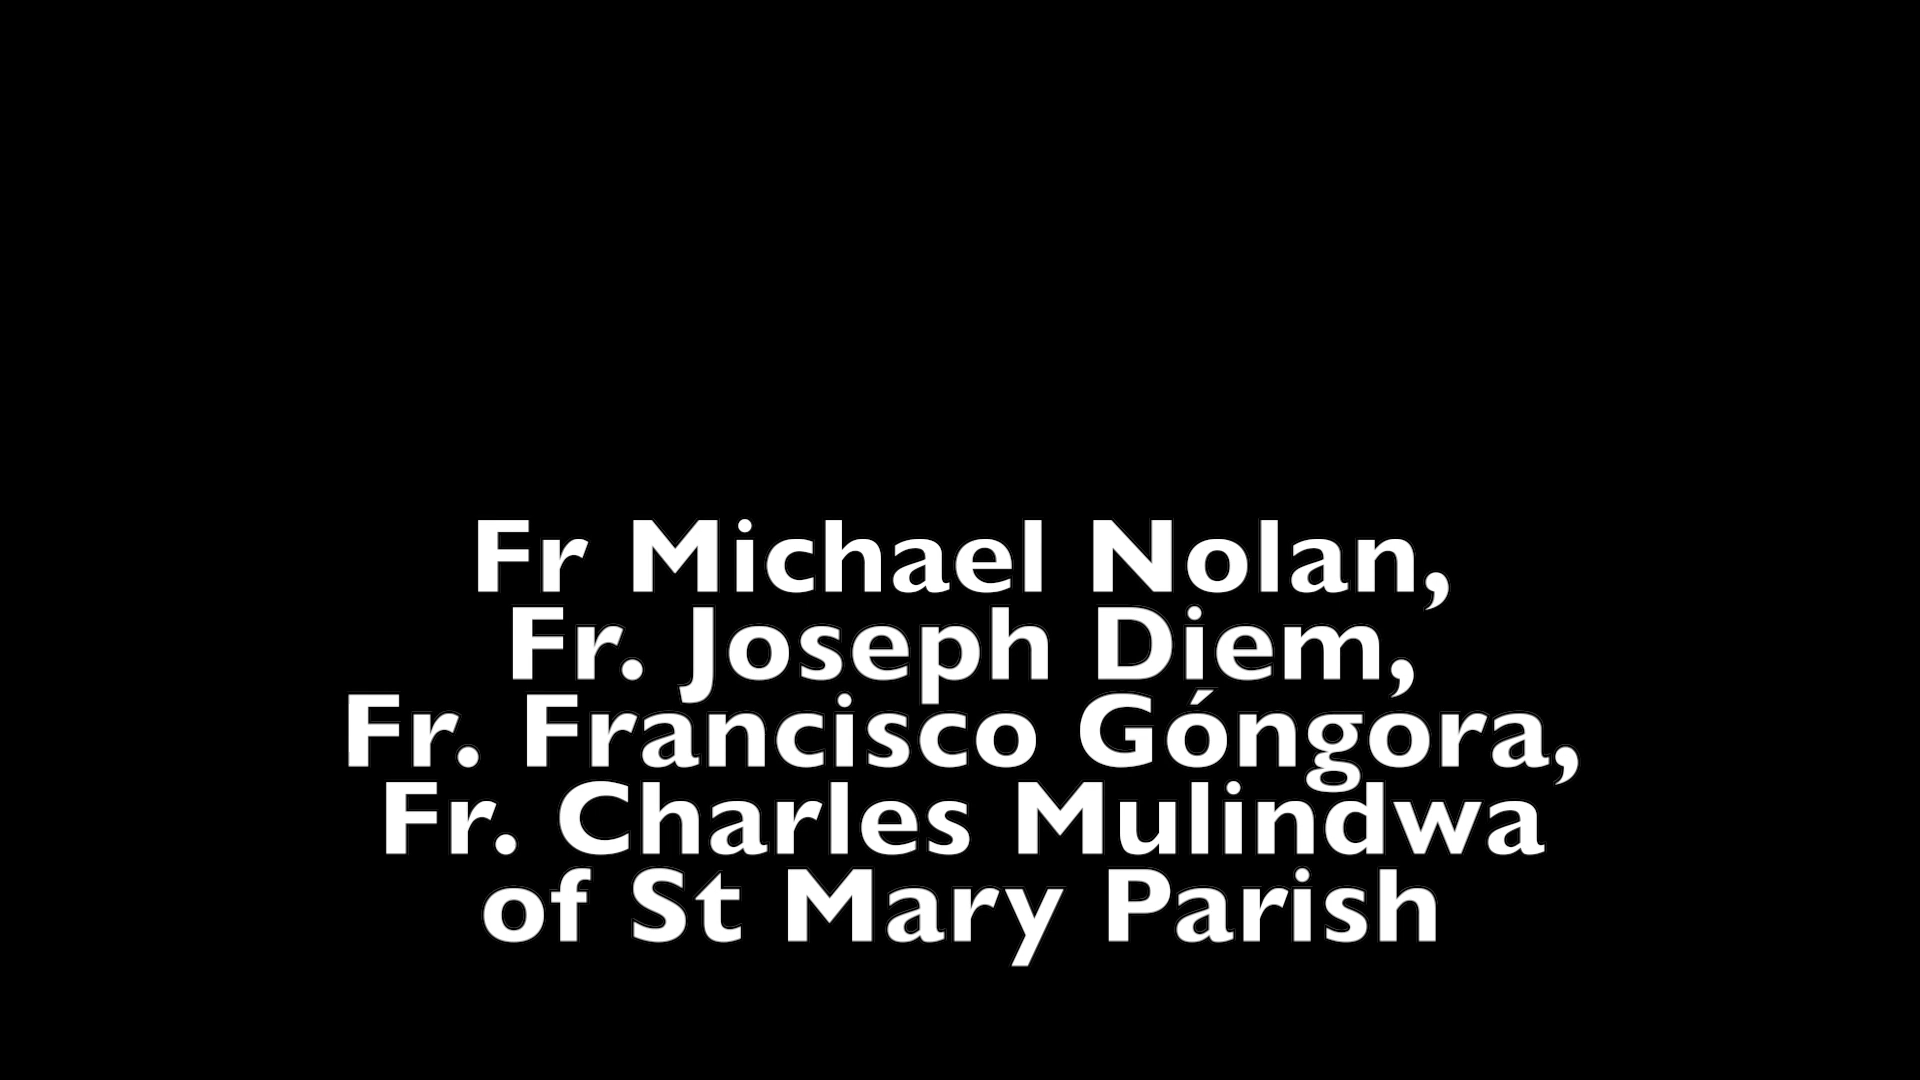 Fr Michael Nolan,
Fr. Joseph Diem,
Fr. Francisco Góngora,
Fr. Charles Mulindwa
of St Mary Parish